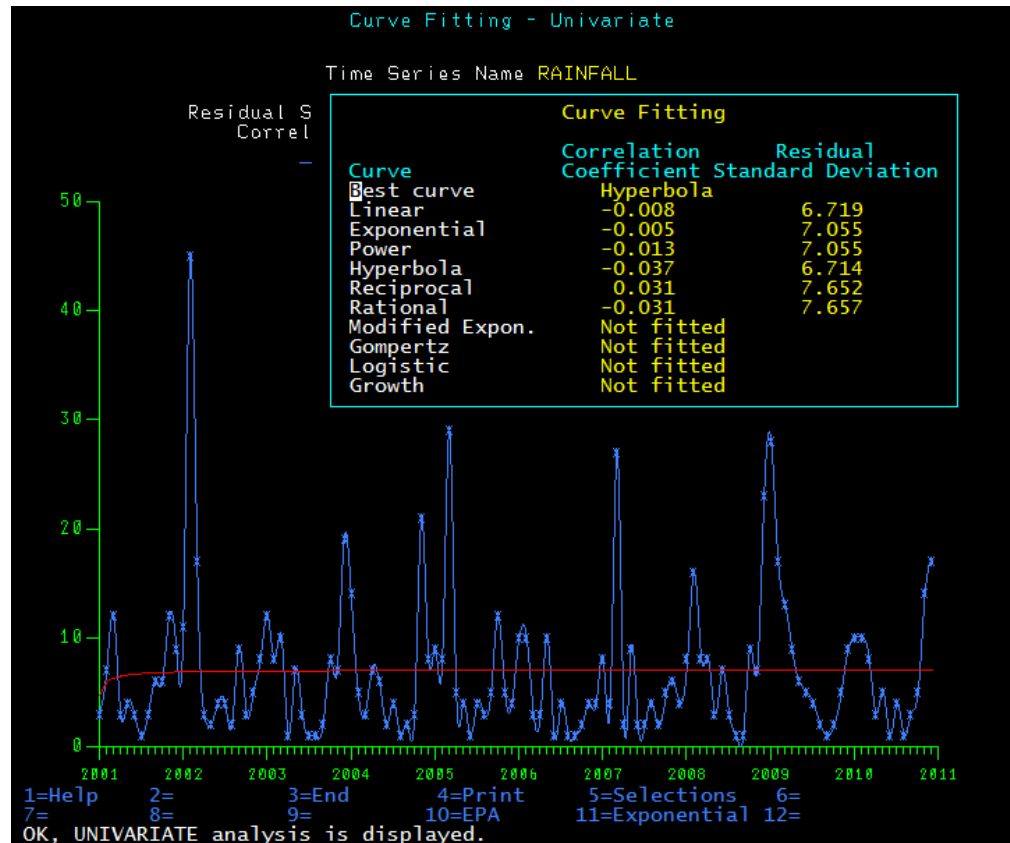 Curve Fitting - Univariate
Time Series Name RAINFALL
Residual S
Correl
Curve Fitting
Correlation Residual
Curve Coefficient Standard Deviation
Best curve Hyperbola
Linear -0.008 6.719
Exponential -0.005 7.055
Power -0.013 7.055
Hyperbola -0.037 6.714
Reciprocal 0.031 7.652
Rational -0.031 7.657
Modified Expon. Not fitted
Gompertz Not fitted
Logistic Not fitted
Growth Not fitted
50
40
30
20
10
0
2001 2002 2003 2004 2005 2006 2007 2008 2009 2010 2011
1=Help 2= 3=End 4=Print 5=Selections 6=
7= 8= 9= 10=EPA 11=Exponential 12=
OK, UNIVARIATE analysis is displayed.